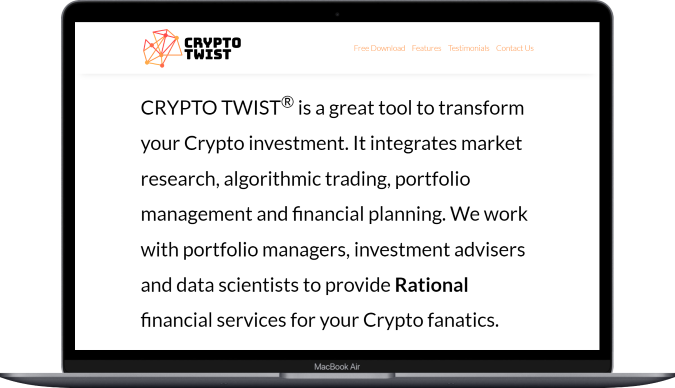 CRYPTO
TWIST
Free Download Features Testimonials Contact Us
CRYPTO TWIST® is a great tool to transform
your Crypto investment. It integrates market
research, algorithmic trading, portfolio
management and financial planning. We work
with portfolio managers, investment advisers
and data scientists to provide Rational
financial services for your Crypto fanatics.
MacBook Air